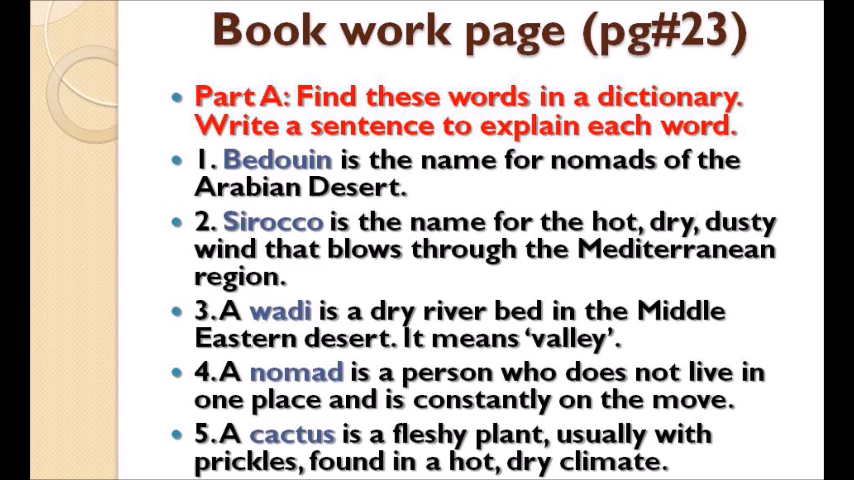 Book work page (pg#23)
• Part A: Find these words in a dictionary.
Write a sentence to explain each word.
• 1. Bedouin is the name for nomads of the
Arabian Desert.
• 2. Sirocco is the name for the hot, dry, dusty
wind that blows through the Mediterranean
region.
• 3. A wadi is a dry river bed in the Middle
Eastern desert. It means ‘valley’.
• 4. A nomad is a person who does not live in
one place and is constantly on the move.
• 5. A cactus is a fleshy plant, usually with
prickles, found in a hot, dry climate.